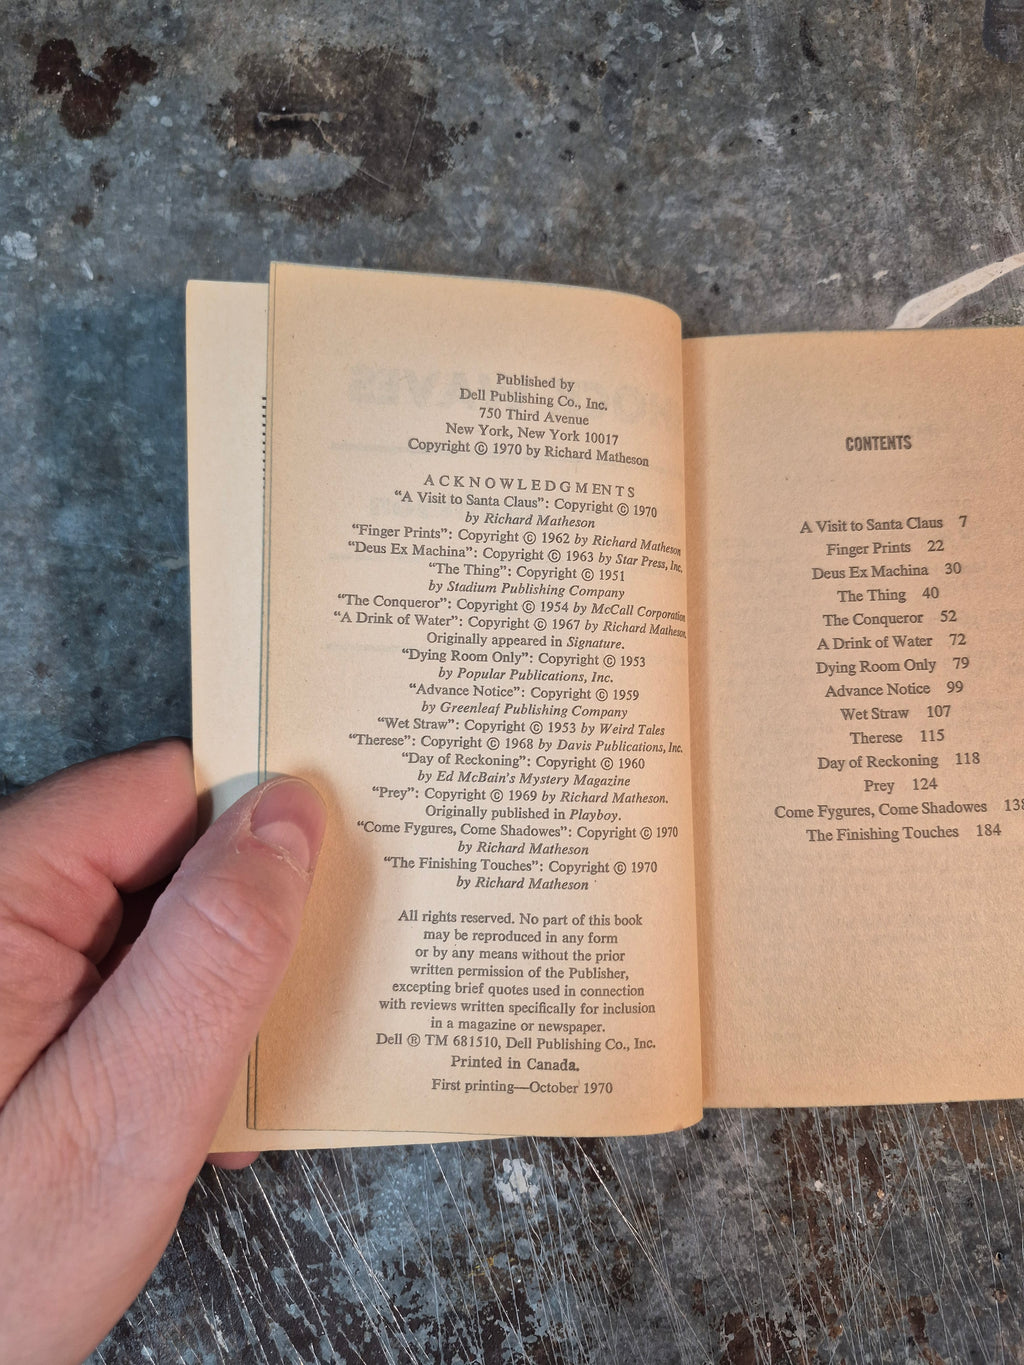 Published by
Dell Publishing Co., Inc.
750 Third Avenue
New York, New York 10017
Copyright © 1970 by Richard Matheson
ACKNOWLEDGMENTS
“A Visit to Santa Claus”: Copyright © 1970
by Richard Matheson
“Finger Prints”: Copyright © 1962 by Richard Matheson
“Deus Ex Machina”: Copyright © 1963 by Star Press, Inc.
“The Thing”: Copyright © 1951
by Stadium Publishing Company
“The Conqueror”: Copyright © 1954 by McCall Corporation
“A Drink of Water”: Copyright © 1967 by Richard Matheson.
Originally appeared in Signature.
“Dying Room Only”: Copyright © 1953
by Popular Publications, Inc.
“Advance Notice”: Copyright © 1959
by Greenleaf Publishing Company
“Wet Straw”: Copyright © 1953 by Weird Tales
“Therese”: Copyright © 1968 by Davis Publications, Inc.
“Day of Reckoning”: Copyright © 1960
by Ed McBain’s Mystery Magazine
“Prey”: Copyright © 1969 by Richard Matheson.
Originally published in Playboy.
“Come Fygures, Come Shadowes”: Copyright © 1970
by Richard Matheson
“The Finishing Touches”: Copyright © 1970
by Richard Matheson
All rights reserved. No part of this book
may be reproduced in any form
or by any means without the prior
written permission of the Publisher,
excepting brief quotes used in connection
with reviews written specifically for inclusion
in a magazine or newspaper.
Dell ® TM 681510, Dell Publishing Co., Inc.
Printed in Canada.
First printing—October 1970
CONTENTS
A Visit to Santa Claus 7
Finger Prints 22
Deus Ex Machina 30
The Thing 40
The Conqueror 52
A Drink of Water 72
Dying Room Only 79
Advance Notice 99
Wet Straw 107
Therese 115
Day of Reckoning 118
Prey 124
Come Fygures, Come Shadowes 138
The Finishing Touches 184